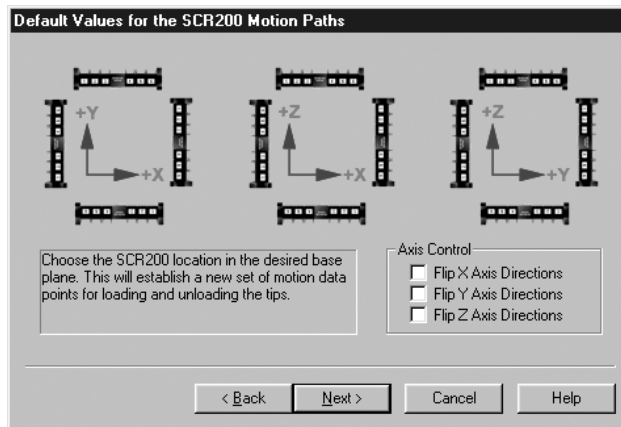 Default Values for the SCR200 Motion Paths
+Y
+X
+Z
+X
+Z
+Y
Choose the SCR200 location in the desired base
plane. This will establish a new set of motion data
points for loading and unloading the tips.
Axis Control
Flip X Axis Directions
Flip Y Axis Directions
Flip Z Axis Directions
< Back
Next >
Cancel
Help